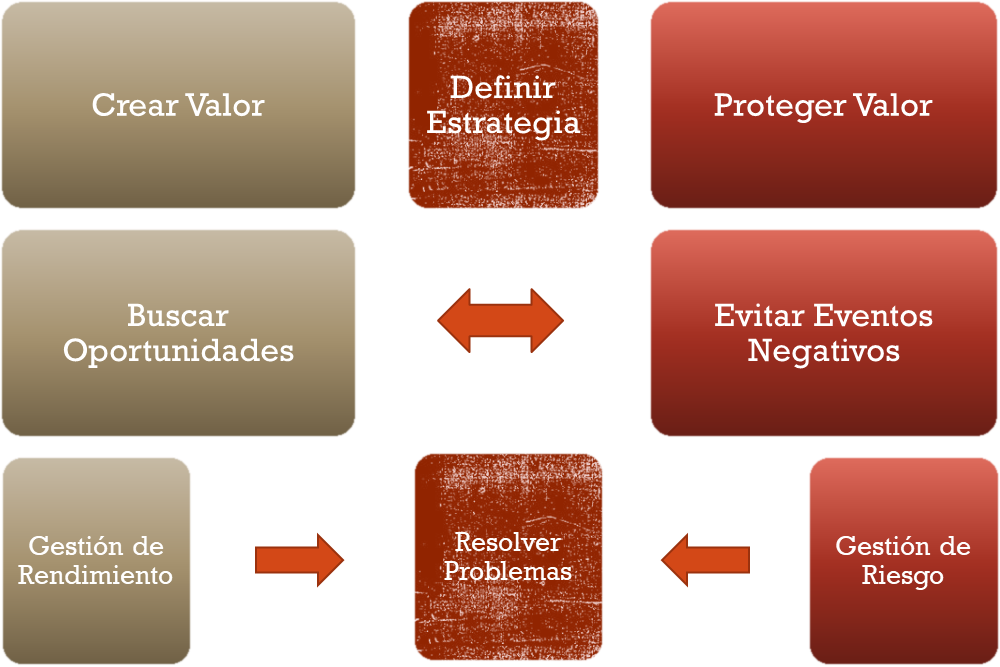 Crear Valor
Definir
Estrategia
Proteger Valor
Buscar
Oportunidades
Evitar Eventos
Negativos
Gestión de
Rendimiento
Resolver
Problemas
Gestión de
Riesgo